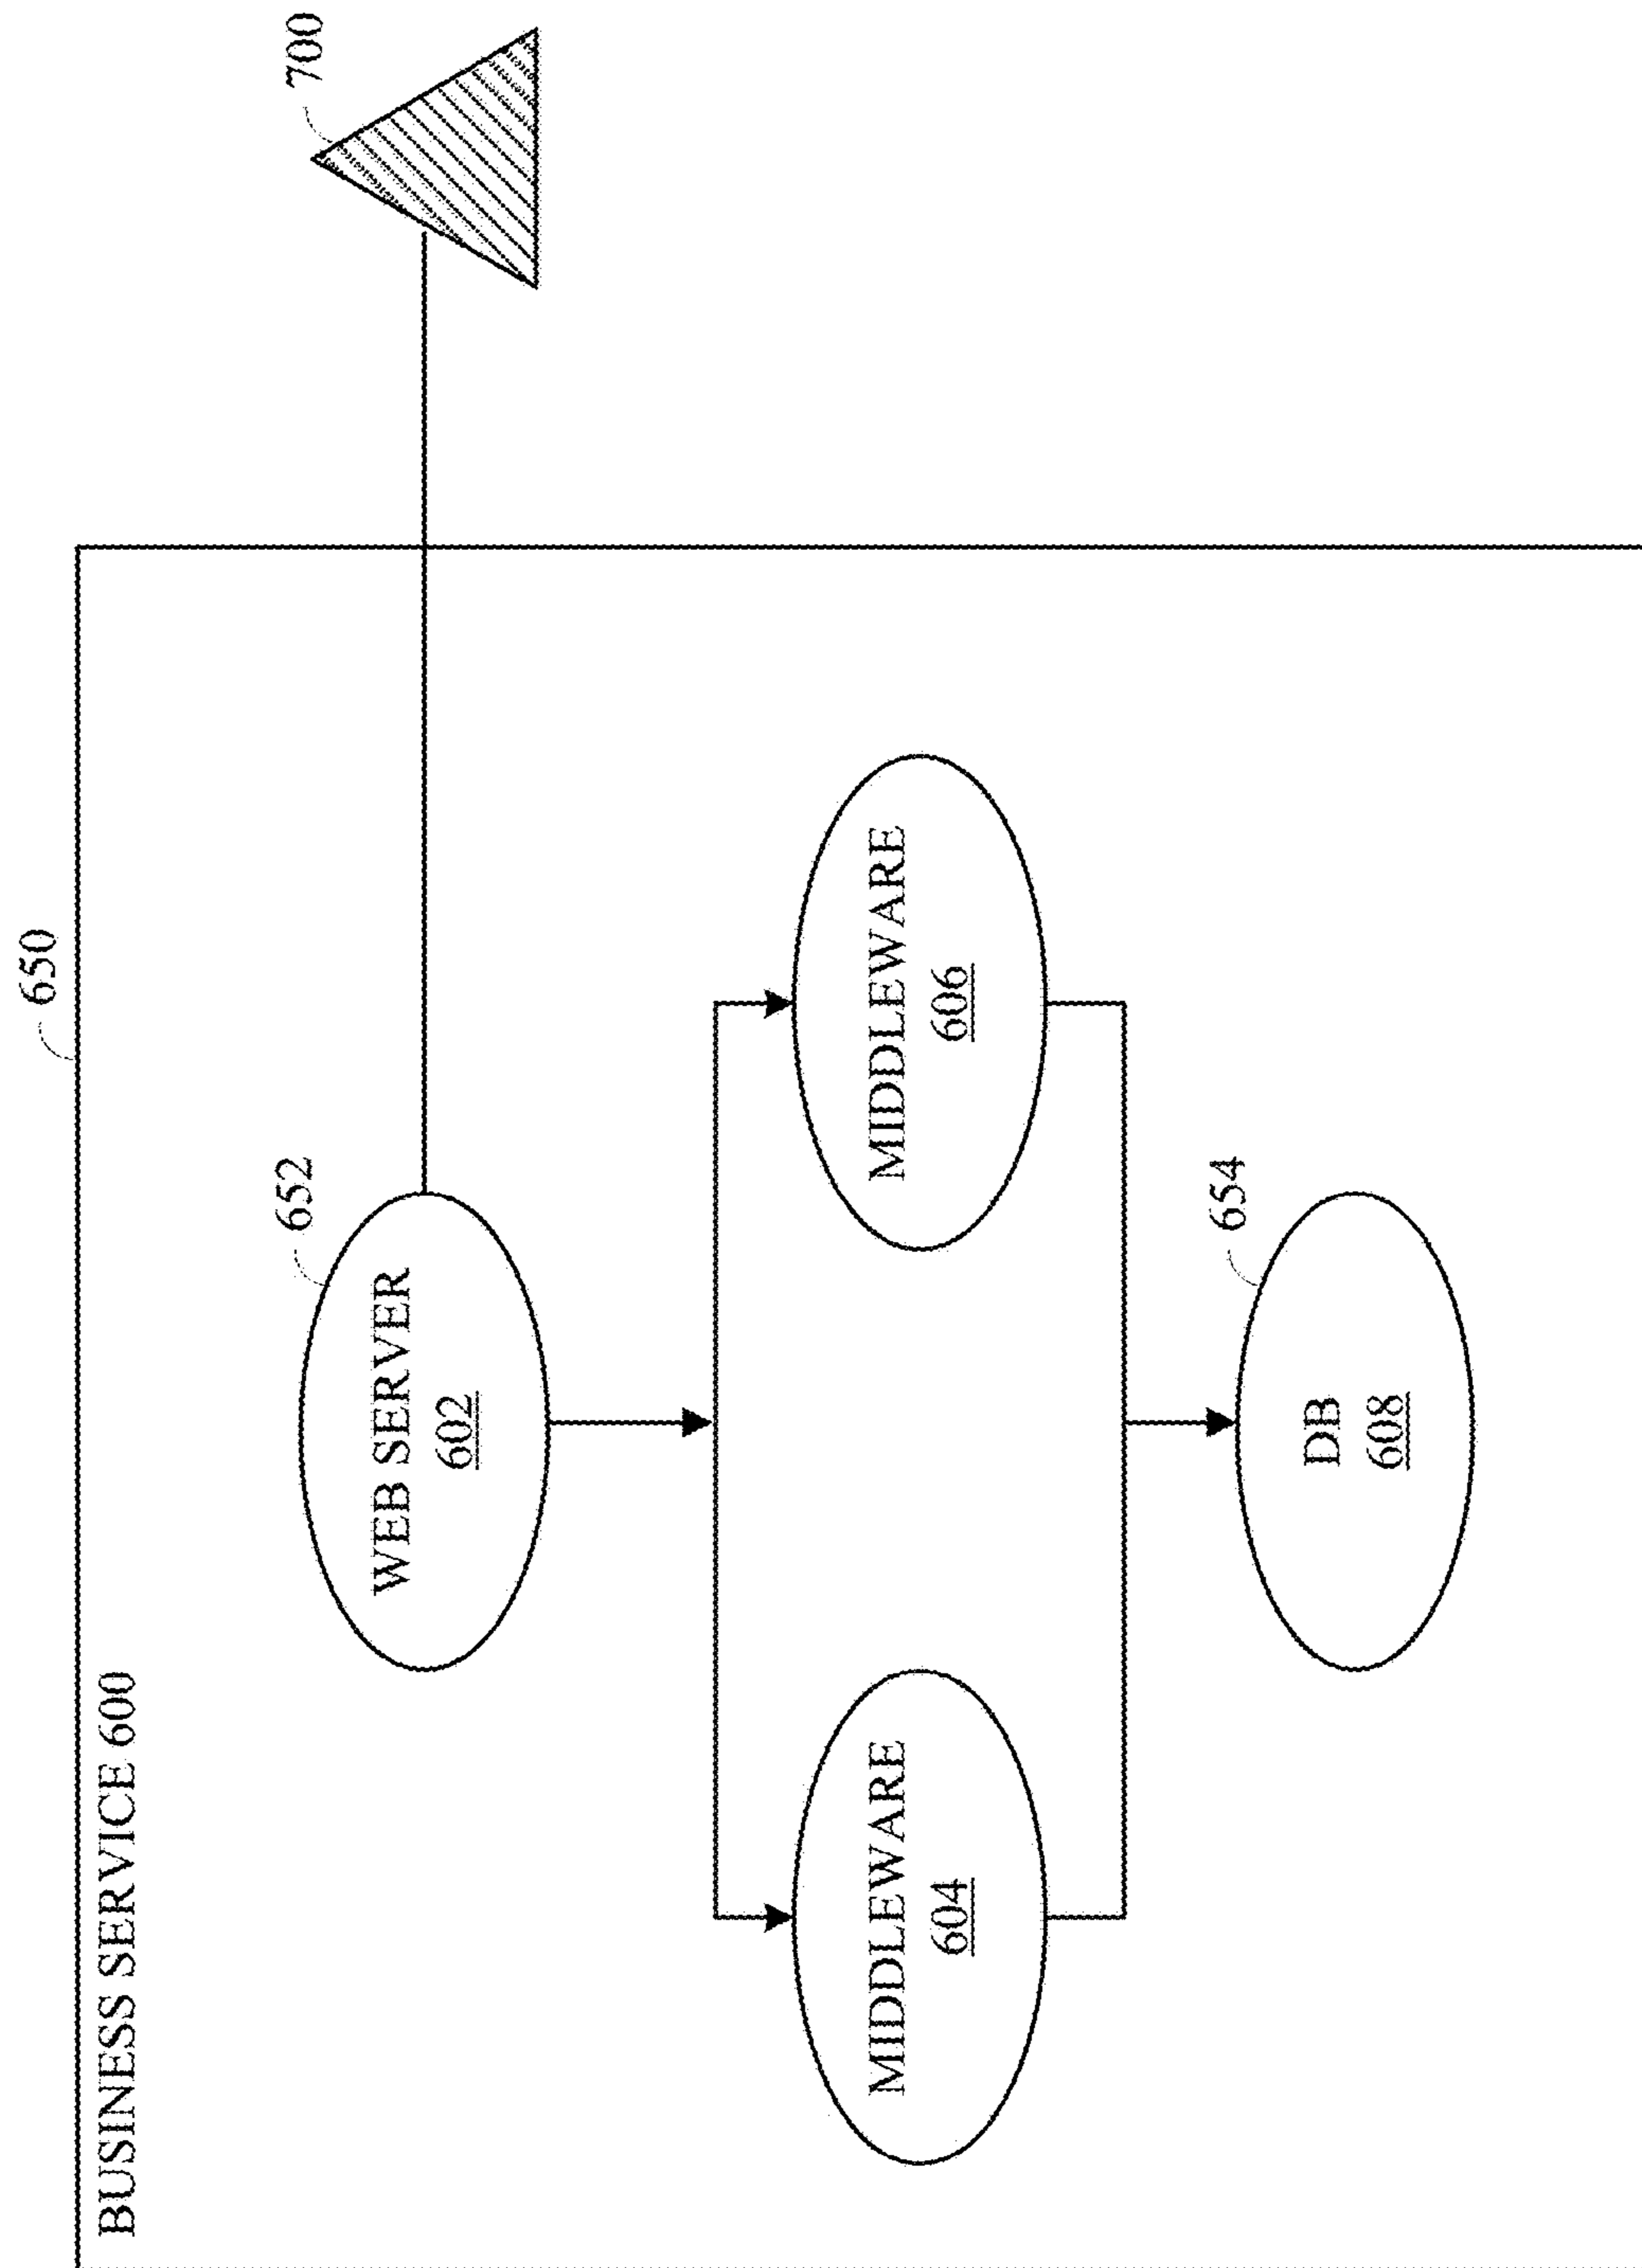 BUSINESS SERVICE 600
650
700
652
WEB SERVER
602
MIDDLEWARE
604
MIDDLEWARE
606
654
DB
608